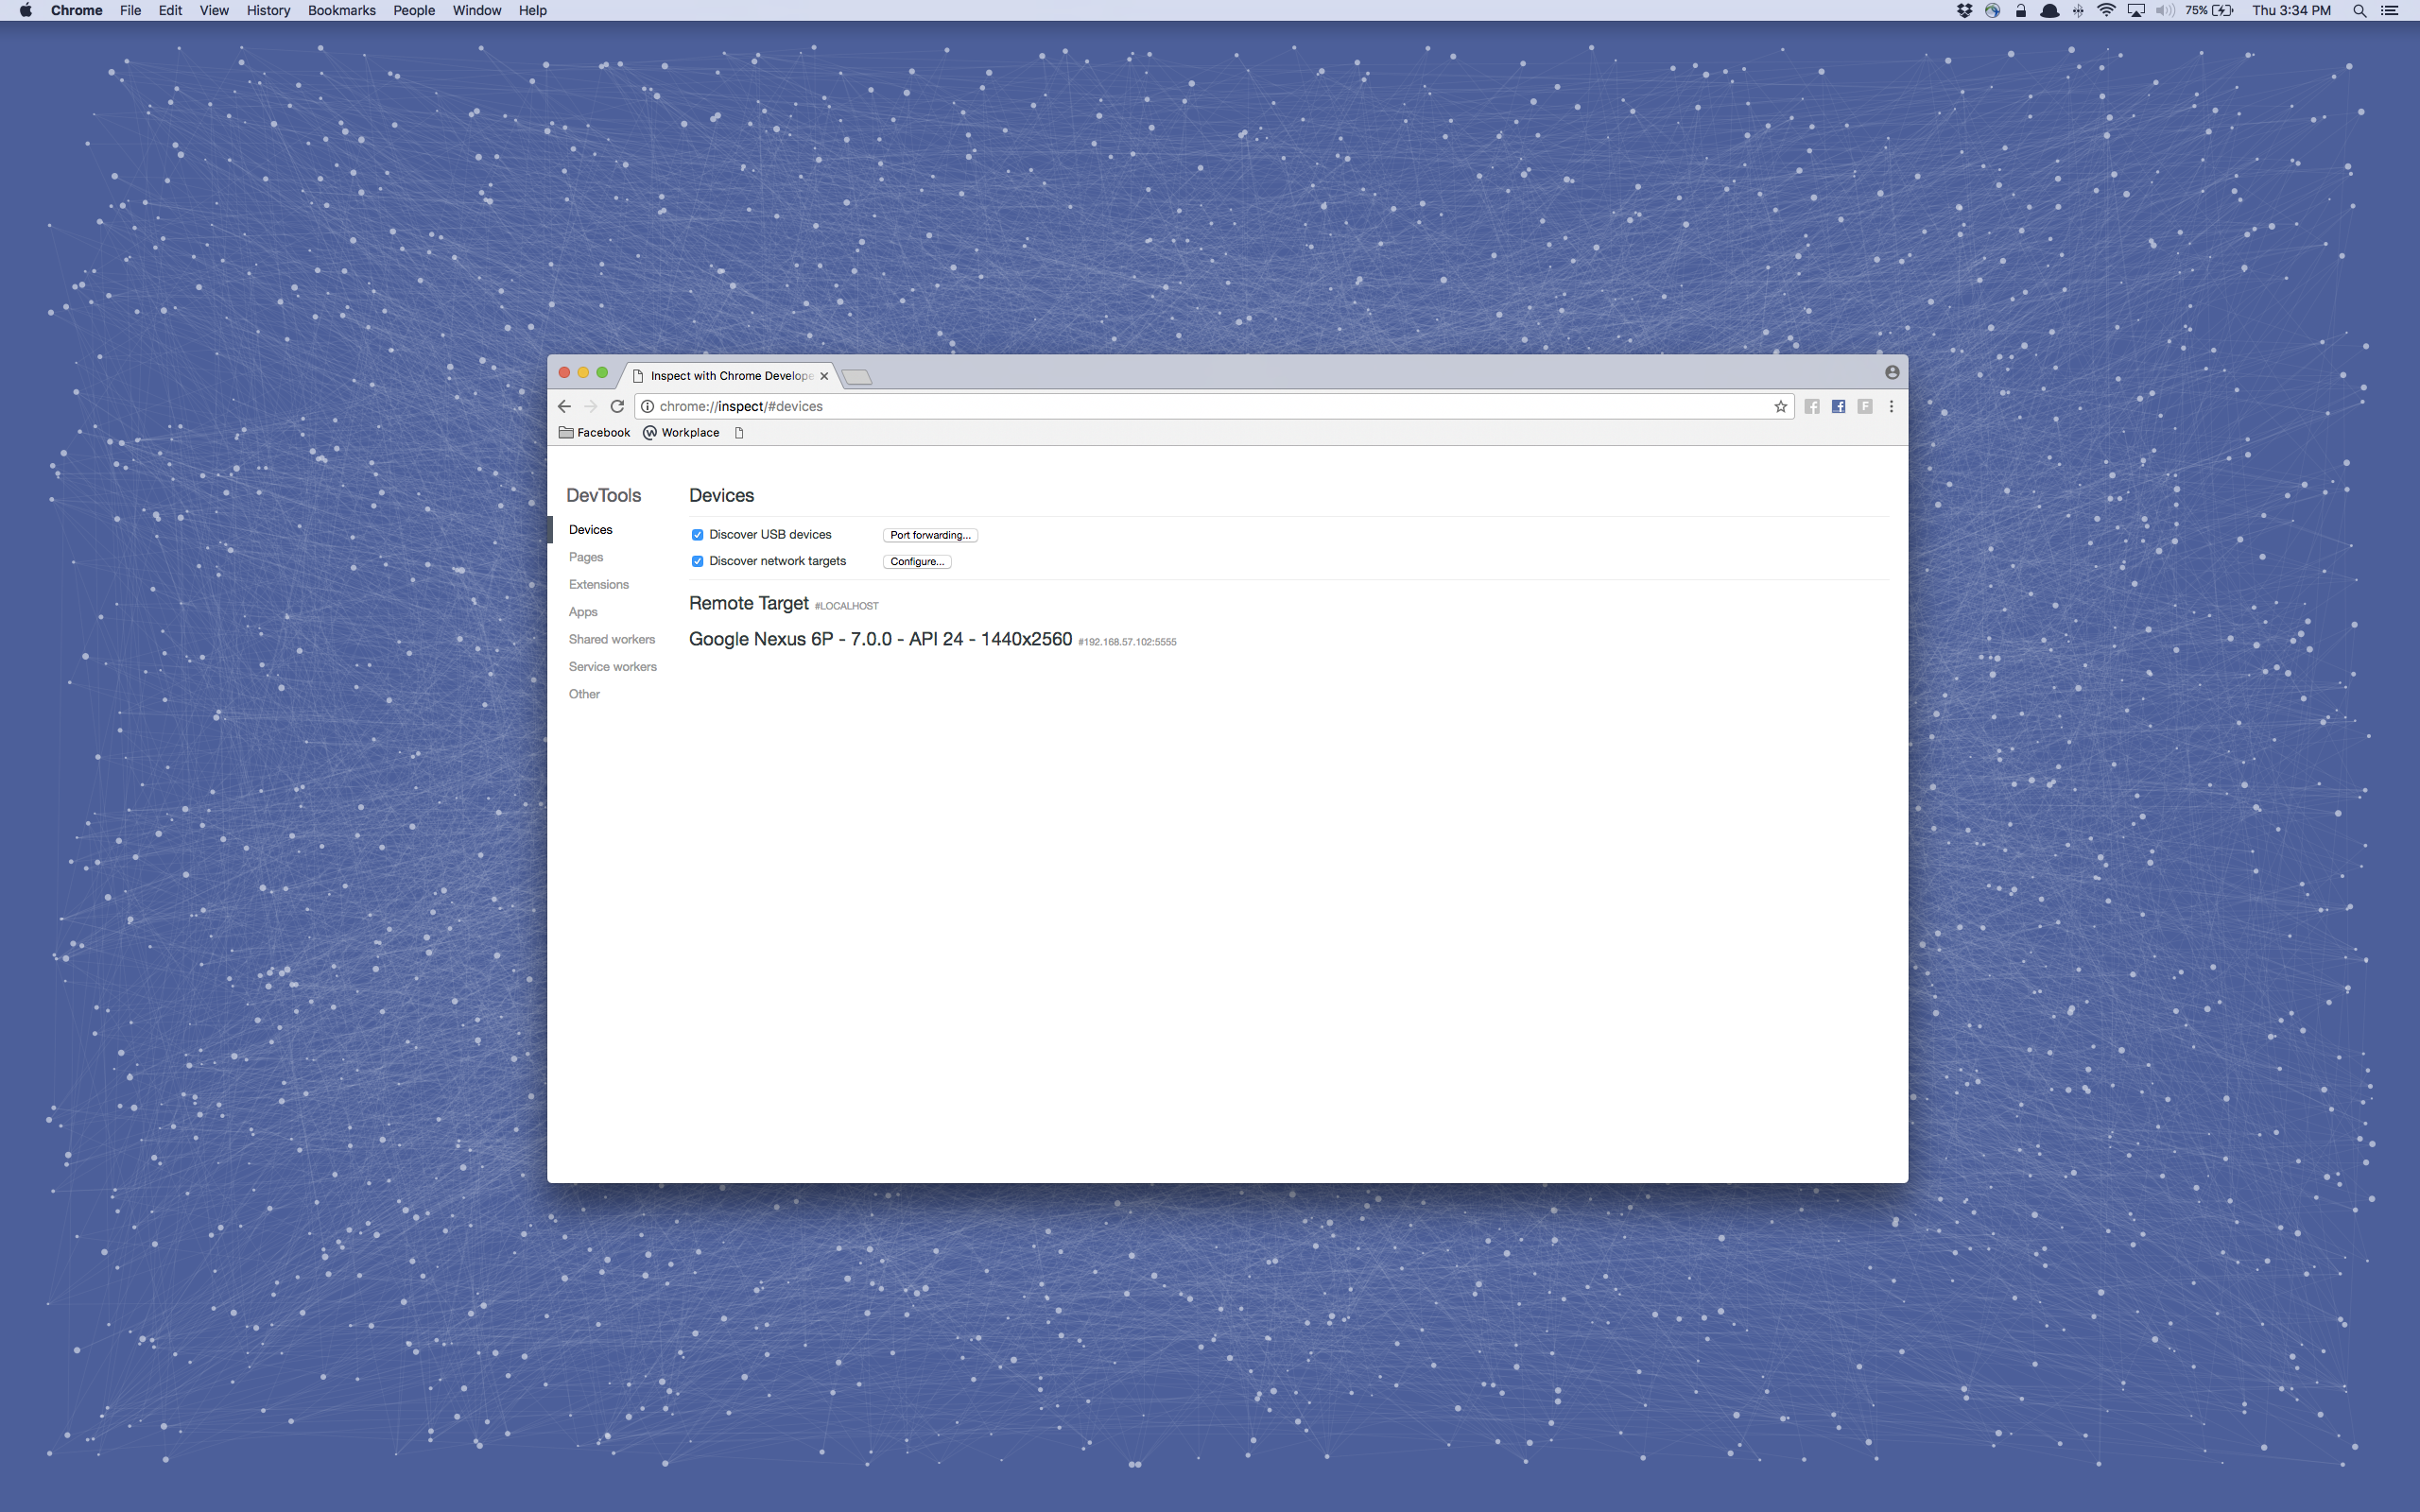 Chrome File Edit View History Bookmarks People Window Help
75% Thu 3:34 PM
Inspect with Chrome Develope
chrome://inspect/#devices
Facebook Workplace
DevTools
Devices
Pages
Extensions
Apps
Shared workers
Service workers
Other
Devices
Discover USB devices Port forwarding...
Discover network targets Configure...
Remote Target #LOCALHOST
Google Nexus 6P - 7.0.0 - API 24 - 1440x2560 #192.168.57.102:5555